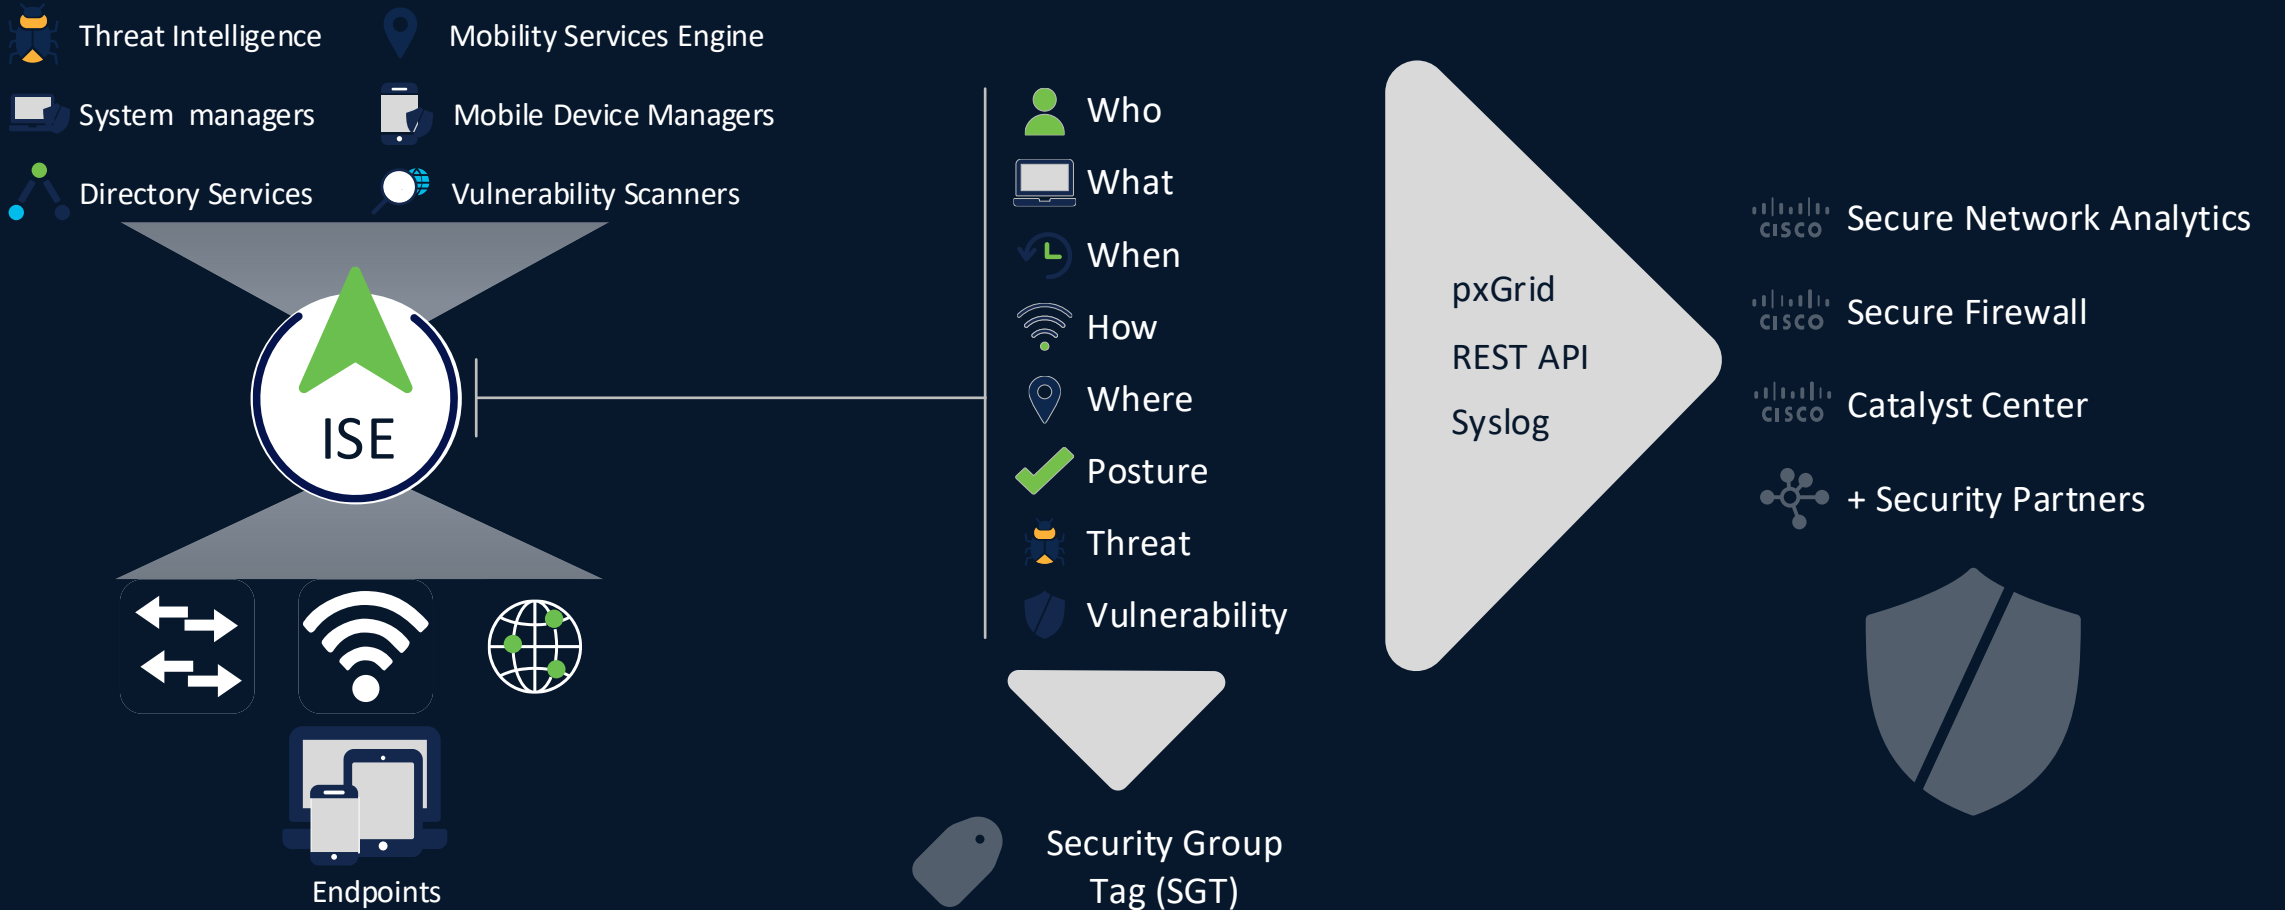 Threat Intelligence
Mobility Services Engine
System managers
Mobile Device Managers
Directory Services
Vulnerability Scanners
ISE
Endpoints
Who
What
When
How
Where
Posture
Threat
Vulnerability
Security Group
Tag (SGT)
pxGrid
REST API
Syslog
CISCO Secure Network Analytics
CISCO Secure Firewall
CISCO Catalyst Center
+ Security Partners